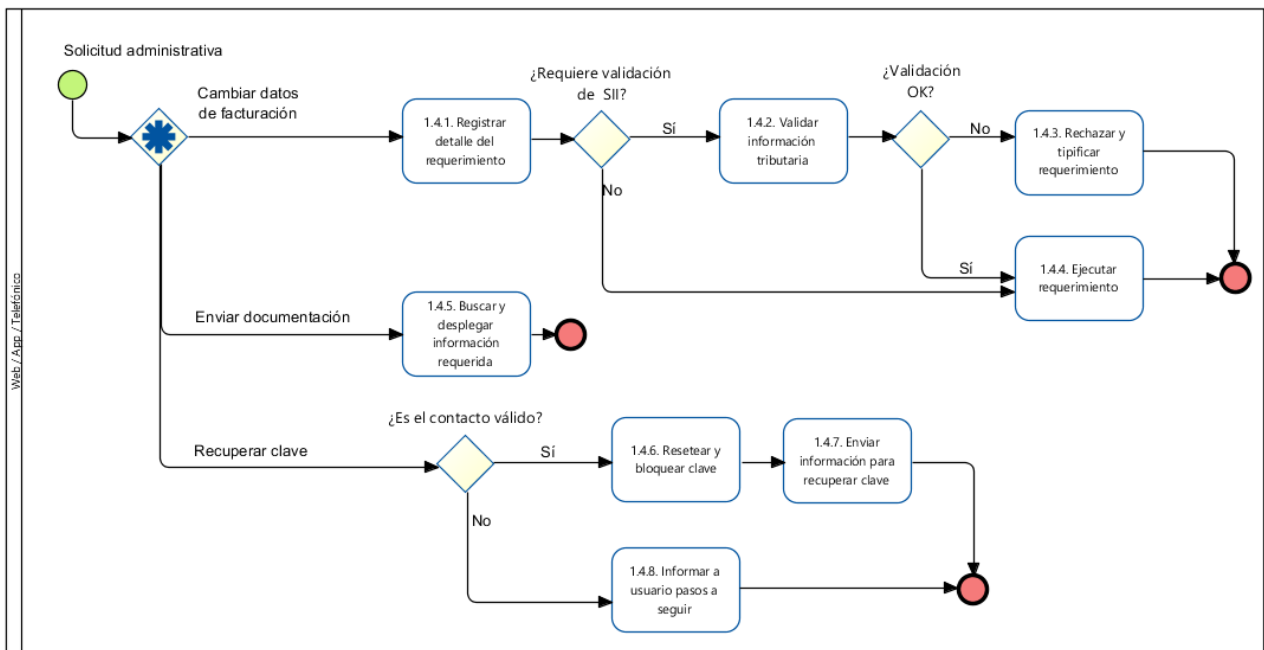 Solicitud administrativa
Cambiar datos
de facturación
1.4.1. Registrar
detalle del
requerimiento
¿Requiere validación
de SII?
Sí
No
1.4.2. Validar
información
tributaria
¿Validación
OK?
No
Sí
1.4.3. Rechazar y
tipificar
requerimiento
1.4.4. Ejecutar
requerimiento
Web / App / Telefónico
Enviar documentación
1.4.5. Buscar y
desplegar
información
requerida
Recuperar clave
¿Es el contacto válido?
Sí
No
1.4.6. Resetear y
bloquear clave
1.4.7. Enviar
información para
recuperar clave
1.4.8. Informar a
usuario pasos a
seguir